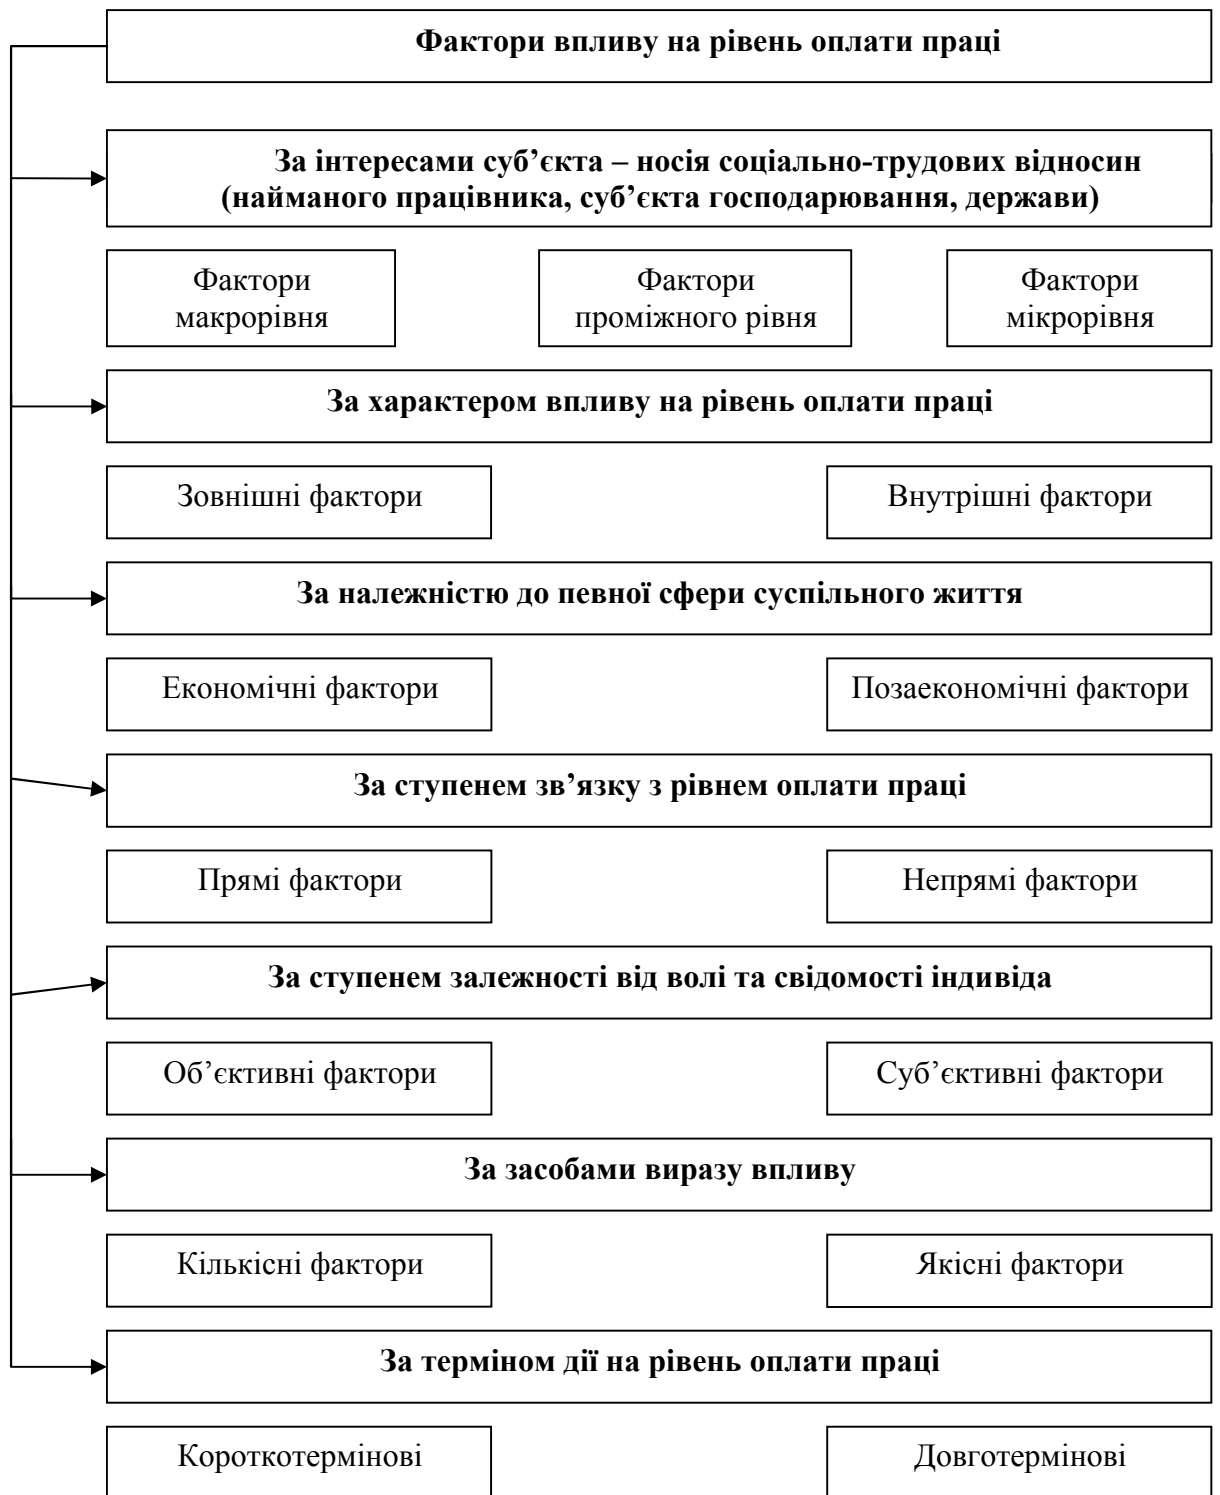 Фактори впливу на рівень оплати праці
За інтересами суб’єкта – носія соціально-трудових відносин
(найманого працівника, суб’єкта господарювання, держави)
Фактори
макрорівня
Фактори
проміжного рівня
Фактори
мікрорівня
За характером впливу на рівень оплати праці
Зовнішні фактори
Внутрішні фактори
За належністю до певної сфери суспільного життя
Економічні фактори
Позаекономічні фактори
За ступенем зв’язку з рівнем оплати праці
Прямі фактори
Непрямі фактори
За ступенем залежності від волі та свідомості індивіда
Об’єктивні фактори
Суб’єктивні фактори
За засобами виразу впливу
Кількісні фактори
Якісні фактори
За терміном дії на рівень оплати праці
Короткотермінові
Довготермінові